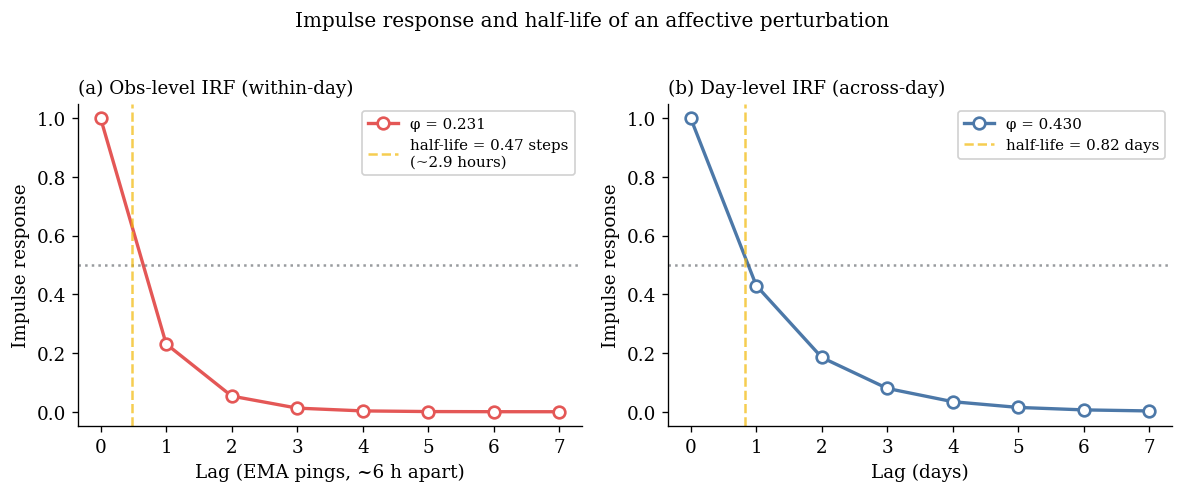 Impulse response and half-life of an affective perturbation
(a) Obs-level IRF (within-day)
φ = 0.231
half-life = 0.47 steps
(~2.9 hours)
1.0
0.8
0.6
0.4
0.2
0.0
Impulse response
0 1 2 3 4 5 6 7
Lag (EMA pings, ~6 h apart)
(b) Day-level IRF (across-day)
φ = 0.430
half-life = 0.82 days
1.0
0.8
0.6
0.4
0.2
0.0
Impulse response
0 1 2 3 4 5 6 7
Lag (days)